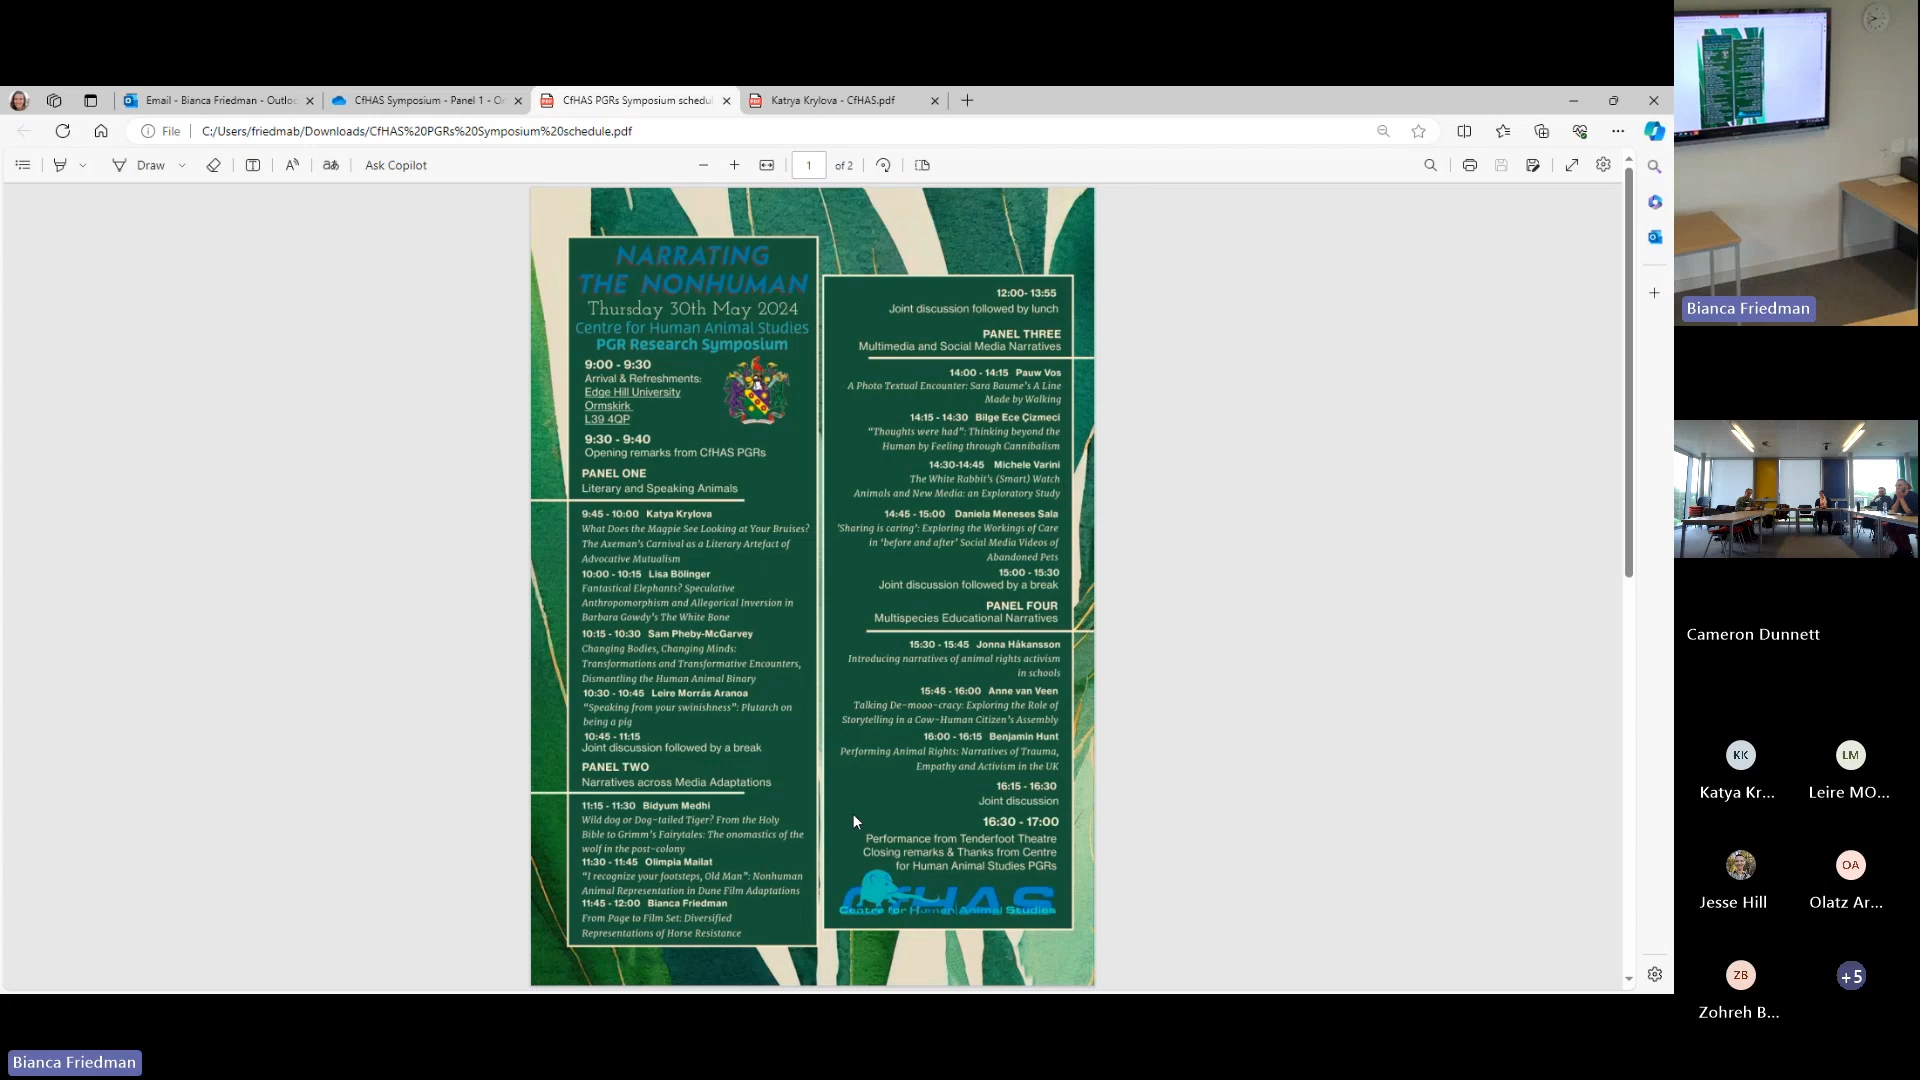 Email - Bianca Friedman - Outlo
CfHAS Symposium - Panel 1 - O
CfHAS PGRs Symposium schedul
Katrya Krylova - CfHAS.pdf
File
C:/Users/friedmab/Downloads/CfHAS%20PGRs%20Symposium%20schedule.pdf
Draw
Ask Copilot
1
of 2
NARRATING
THE NONHUMAN
Thursday 30th May 2024
Centre for Human Animal Studies
PGR Research Symposium
9:00 - 9:30
Arrival & Refreshments:
Edge Hill University
Ormskirk
L39 4QP
9:30 - 9:40
Opening remarks from CfHAS PGRs
PANEL ONE
Literary and Speaking Animals
9:45 - 10:00 Katya Krylova
What Does the Magpie See Looking at Your Bruises?
The Axeman's Carnival as a Literary Artefact of
Advocative Mutualism
10:00 - 10:15 Lisa Bölinger
Fantastical Elephants? Speculative
Anthropomorphism and Allegorical Inversion in
Barbara Gowdy's The White Bone
10:15 - 10:30 Sam Pheby-McGarvey
Changing Bodies, Changing Minds:
Transformations and Transformative Encounters,
Dismantling the Human Animal Binary
10:30 - 10:45 Leire Morrás Aranoa
"Speaking from your swinishness": Plutarch on
being a pig
10:45 - 11:15
Joint discussion followed by a break
PANEL TWO
Narratives across Media Adaptations
11:15 - 11:30 Bidyum Medhi
Wild dog or Dog-tailed Tiger? From the Holy
Bible to Grimm's Fairytales: The onomastics of the
wolf in the post-colony
11:30 - 11:45 Olimpia Mailat
"I recognize your footsteps, Old Man": Nonhuman
Animal Representation in Dune Film Adaptations
11:45 - 12:00 Bianca Friedman
From Page to Film Set: Diversified
Representations of Horse Resistance
12:00- 13:55
Joint discussion followed by lunch
PANEL THREE
Multimedia and Social Media Narratives
14:00 - 14:15 Pauw Vos
A Photo Textual Encounter: Sara Baume's A Line
Made by Walking
14:15 - 14:30 Bilge Ece Çizmeci
"Thoughts were had": Thinking beyond the
Human by Feeling through Cannibalism
14:30-14:45 Michele Varini
The White Rabbit's (Smart) Watch
Animals and New Media: an Exploratory Study
14:45 - 15:00 Daniela Meneses Sala
'Sharing is caring': Exploring the Workings of Care
in 'before and after' Social Media Videos of
Abandoned Pets
15:00 - 15:30
Joint discussion followed by a break
PANEL FOUR
Multispecies Educational Narratives
15:30 - 15:45 Jonna Håkansson
Introducing narratives of animal rights activism
in schools
15:45 - 16:00 Anne van Veen
Talking De-mooo-cracy: Exploring the Role of
Storytelling in a Cow-Human Citizen's Assembly
16:00 - 16:15 Benjamin Hunt
Performing Animal Rights: Narratives of Trauma,
Empathy and Activism in the UK
16:15 - 16:30
Joint discussion
16:30 - 17:00
Performance from Tenderfoot Theatre
Closing remarks & Thanks from Centre
for Human Animal Studies PGRs
CfHAS
Centre for Human Animal Studies
Bianca Friedman
Cameron Dunnett
KK
LM
Katya Kr...
Leire MO...
OA
Jesse Hill
Olatz Ar...
ZB
+5
Zohreh B...
Bianca Friedman